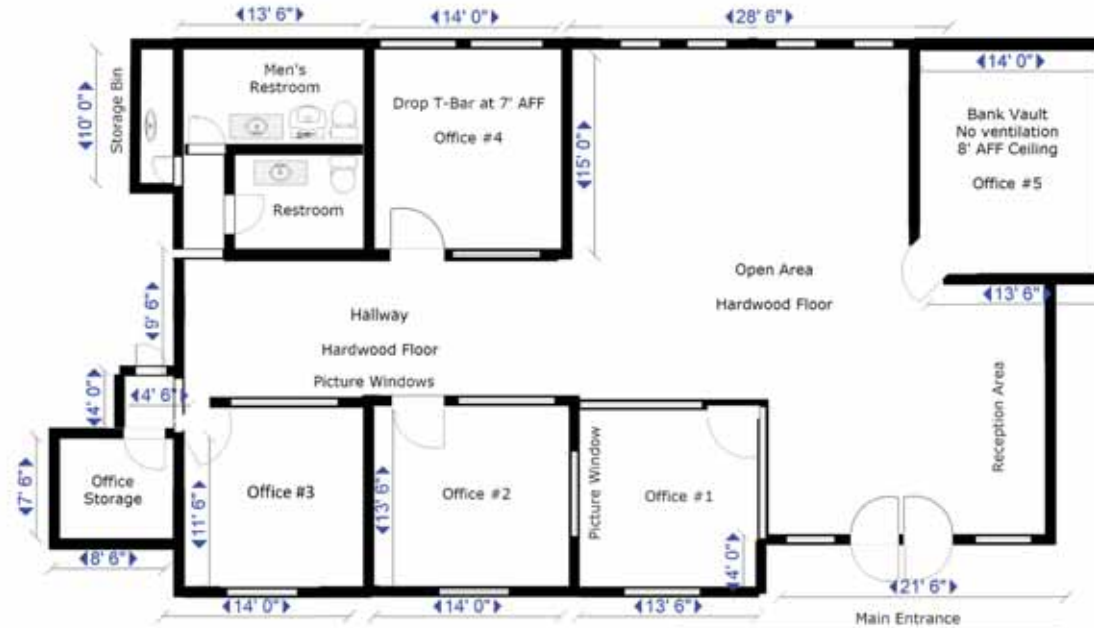 13' 6"
14' 0"
28' 6"
14' 0"
10' 0"
Storage Bin
Men's
Restroom
Drop T-Bar at 7' AFF
Office #4
15' 0"
Bank Vault
No ventilation
8' AFF Ceiling
Office #5
Restroom
Open Area
Hardwood Floor
13' 6"
9' 6"
Hallway
Hardwood Floor
Picture Windows
4' 0"
4' 6"
Reception Area
7' 6"
Office
Storage
11' 6"
Office #3
13' 6"
Office #2
Picture Window
Office #1
4' 0"
8' 6"
14' 0"
14' 0"
13' 6"
21' 6"
Main Entrance